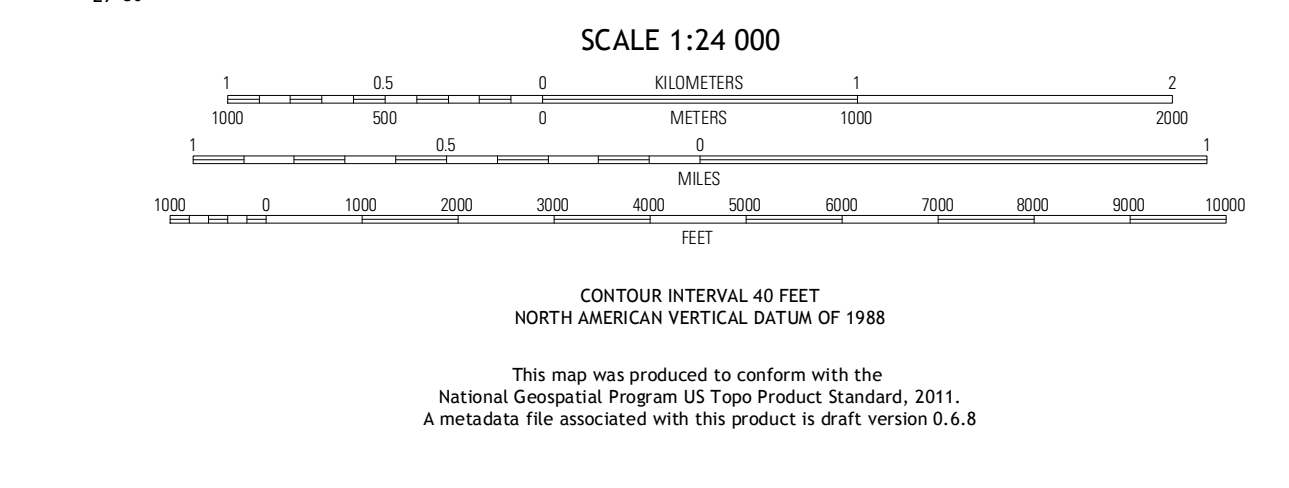 SCALE 1:24 000
1 0.5 0 KILOMETERS 1 2
1000 500 0 METERS 1000 2000
1 0.5 0 1
MILES
1000 0 1000 2000 3000 4000 5000 6000 7000 8000 9000 10000
FEET
CONTOUR INTERVAL 40 FEET
NORTH AMERICAN VERTICAL DATUM OF 1988
This map was produced to conform with the
National Geospatial Program US Topo Product Standard, 2011.
A metadata file associated with this product is draft version 0.6.8